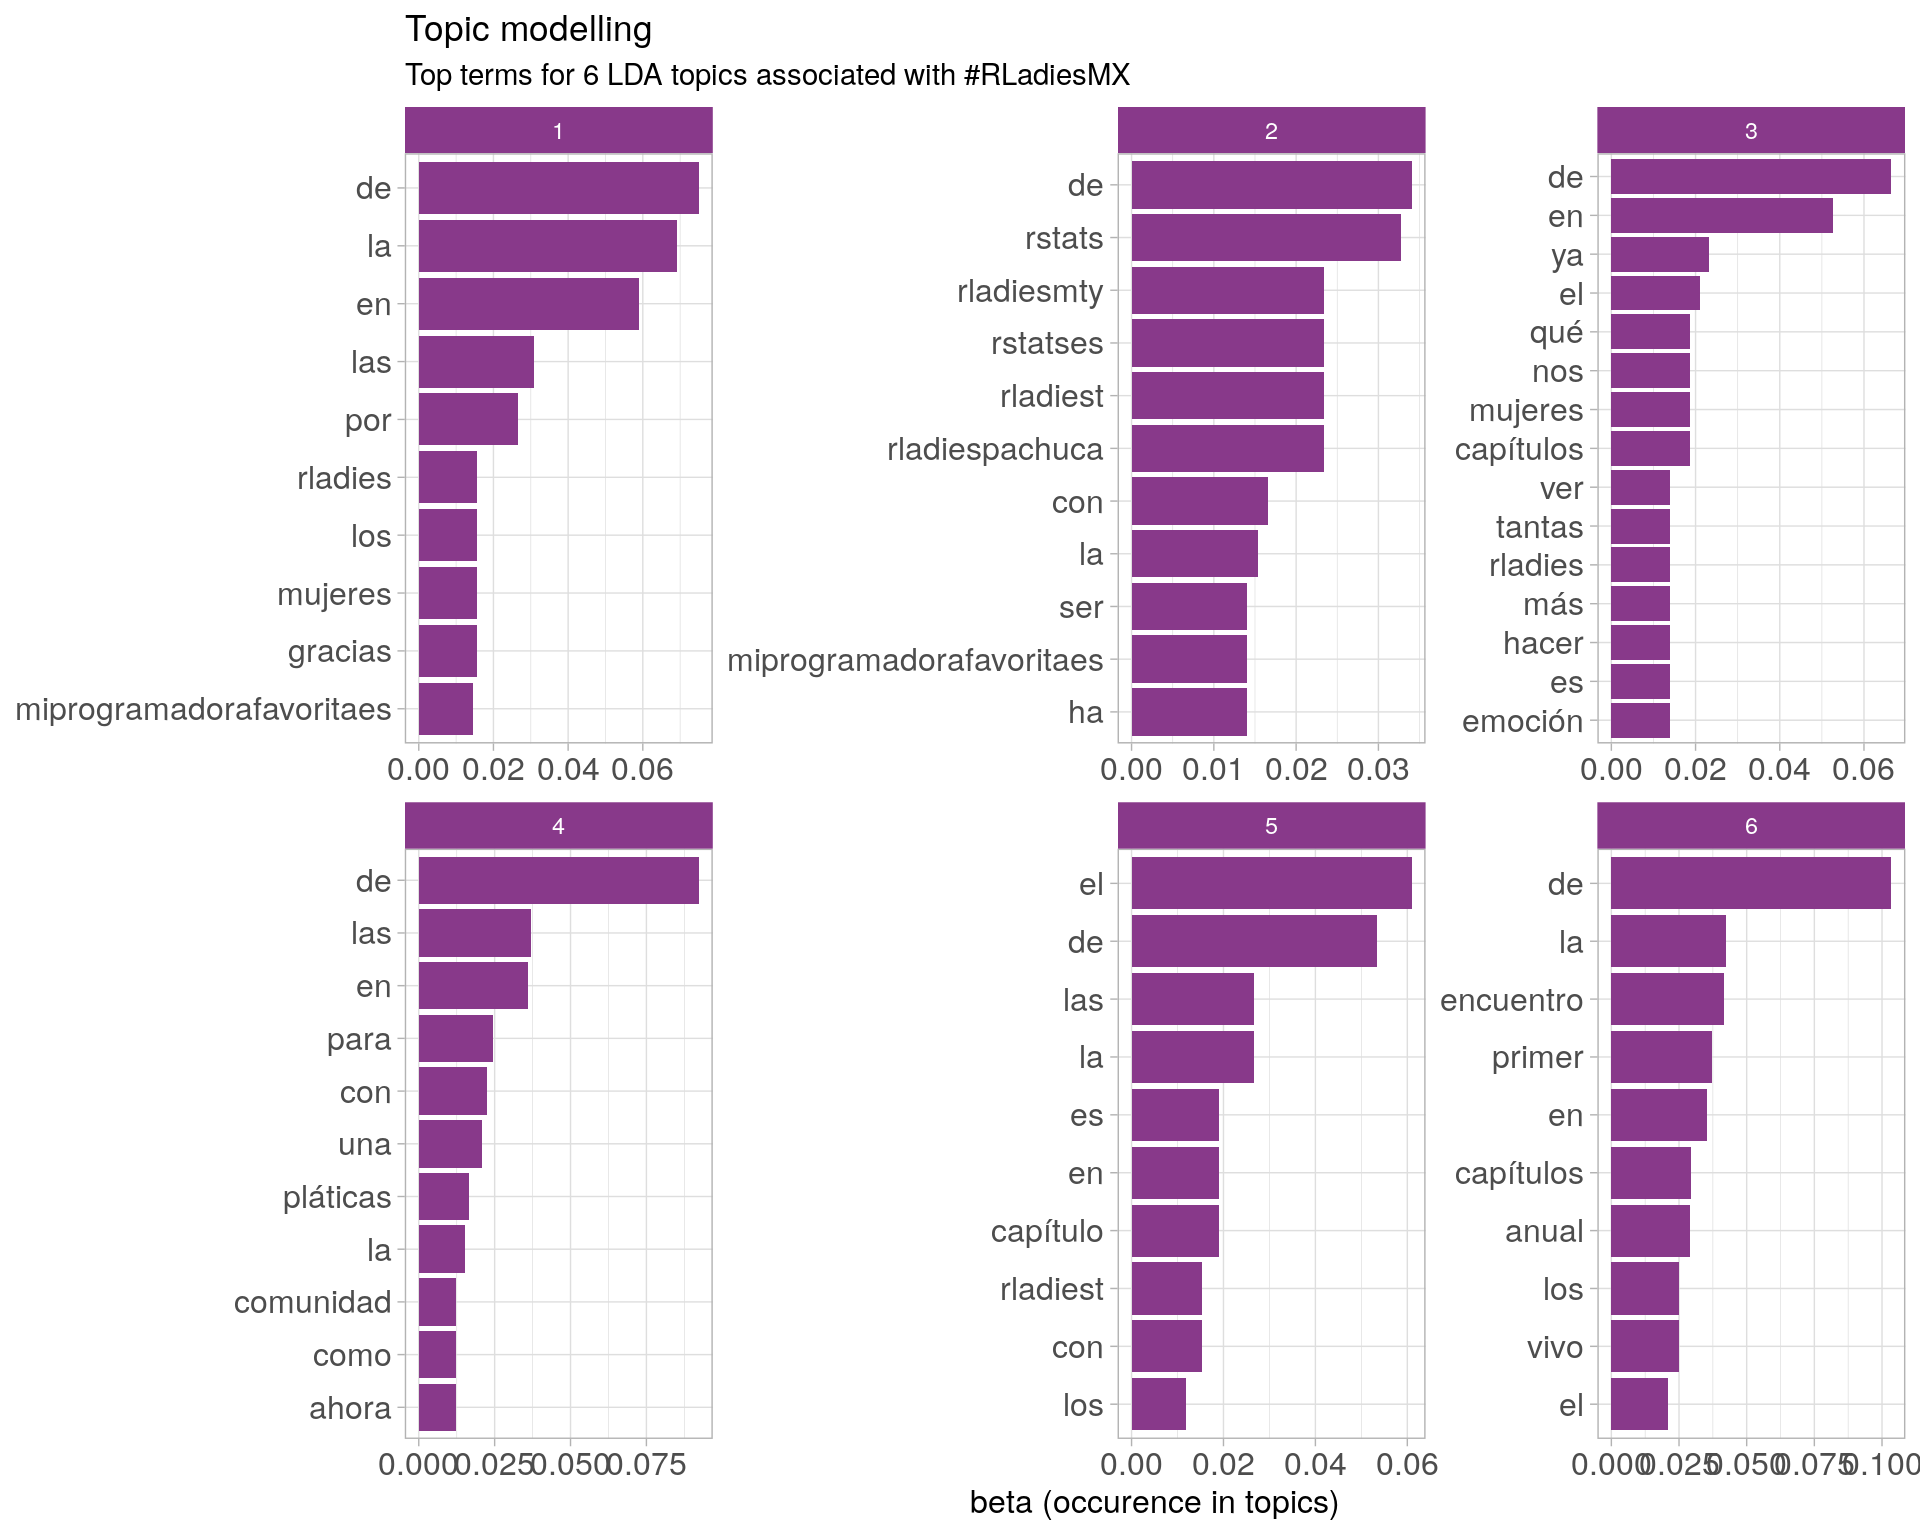 Topic modelling
Top terms for 6 LDA topics associated with #RLadiesMX
1
de
la
en
las
por
rladies
los
mujeres
gracias
miprogramadorafavoritaes
0.00 0.02 0.04 0.06
2
de
rstats
rladiesmty
rstatses
rladiest
rladiespachuca
con
la
ser
miprogramadorafavoritaes
ha
0.00 0.01 0.02 0.03
3
de
en
ya
el
qué
nos
mujeres
capítulos
ver
tantas
rladies
más
hacer
es
emoción
0.00 0.02 0.04 0.06
4
de
las
en
para
con
una
pláticas
la
comunidad
como
ahora
0.000 0.025 0.050 0.075
5
el
de
las
la
es
en
capítulo
rladiest
con
los
0.00 0.02 0.04 0.06
6
de
la
encuentro
primer
en
capítulos
anual
los
vivo
el
0.000 0.025 0.050 0.075 0.100
beta (occurence in topics)